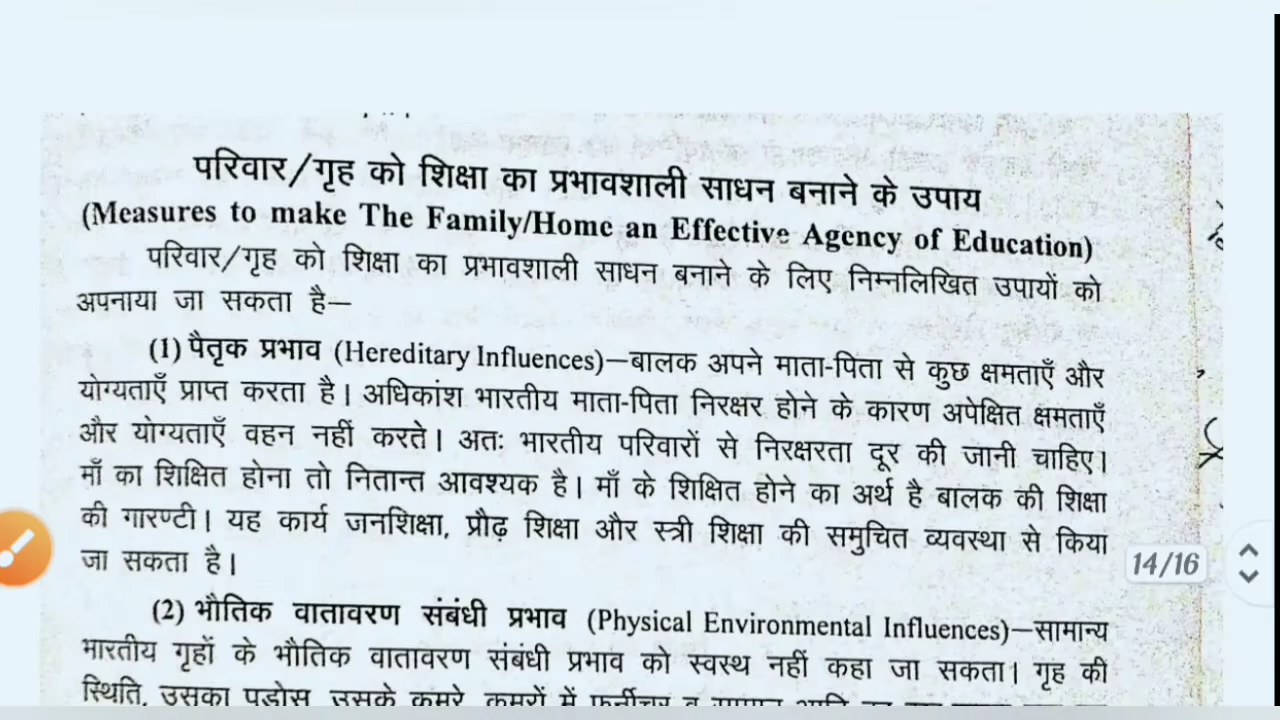 परिवार/गृह को शिक्षा का प्रभावशाली साधन बनाने के उपाय
(Measures to make The Family/Home an Effective Agency of Education)
परिवार/गृह को शिक्षा का प्रभावशाली साधन बनाने के लिए निम्नलिखित उपायों को
अपनाया जा सकता है—
(1) पैतृक प्रभाव (Hereditary Influences)—बालक अपने माता-पिता से कुछ क्षमताएँ और
योग्यताएँ प्राप्त करता है। अधिकांश भारतीय माता-पिता निरक्षर होने के कारण अपेक्षित क्षमताएँ
और योग्यताएँ वहन नहीं करते। अतः भारतीय परिवारों से निरक्षरता दूर की जानी चाहिए।
माँ का शिक्षित होना तो नितान्त आवश्यक है। माँ के शिक्षित होने का अर्थ है बालक की शिक्षा
की गारण्टी। यह कार्य जनशिक्षा, प्रौढ़ शिक्षा और स्त्री शिक्षा की समुचित व्यवस्था से किया
जा सकता है।
14/16
(2) भौतिक वातावरण संबंधी प्रभाव (Physical Environmental Influences)—सामान्य
भारतीय गृहों के भौतिक वातावरण संबंधी प्रभाव को स्वस्थ नहीं कहा जा सकता। गृह की
स्थिति, उसका पड़ोस, उसके कमरे, कमरों में फर्नीचर व